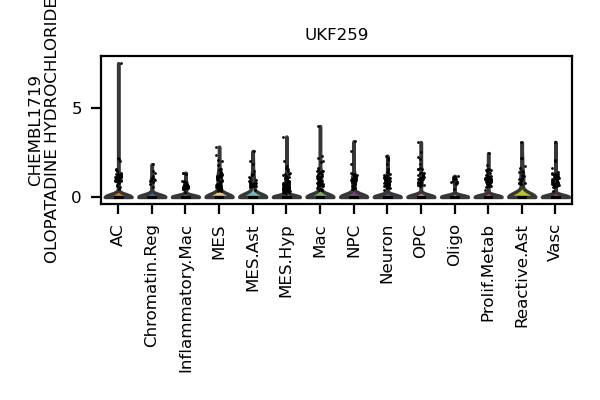 UKF259
CHEMBL1719
OLOPATADINE HYDROCHLORIDE
5
0
AC
Chromatin.Reg
Inflammatory.Mac
MES
MES.Ast
MES.Hyp
Mac
NPC
Neuron
OPC
Oligo
Prolif.Metab
Reactive.Ast
Vasc